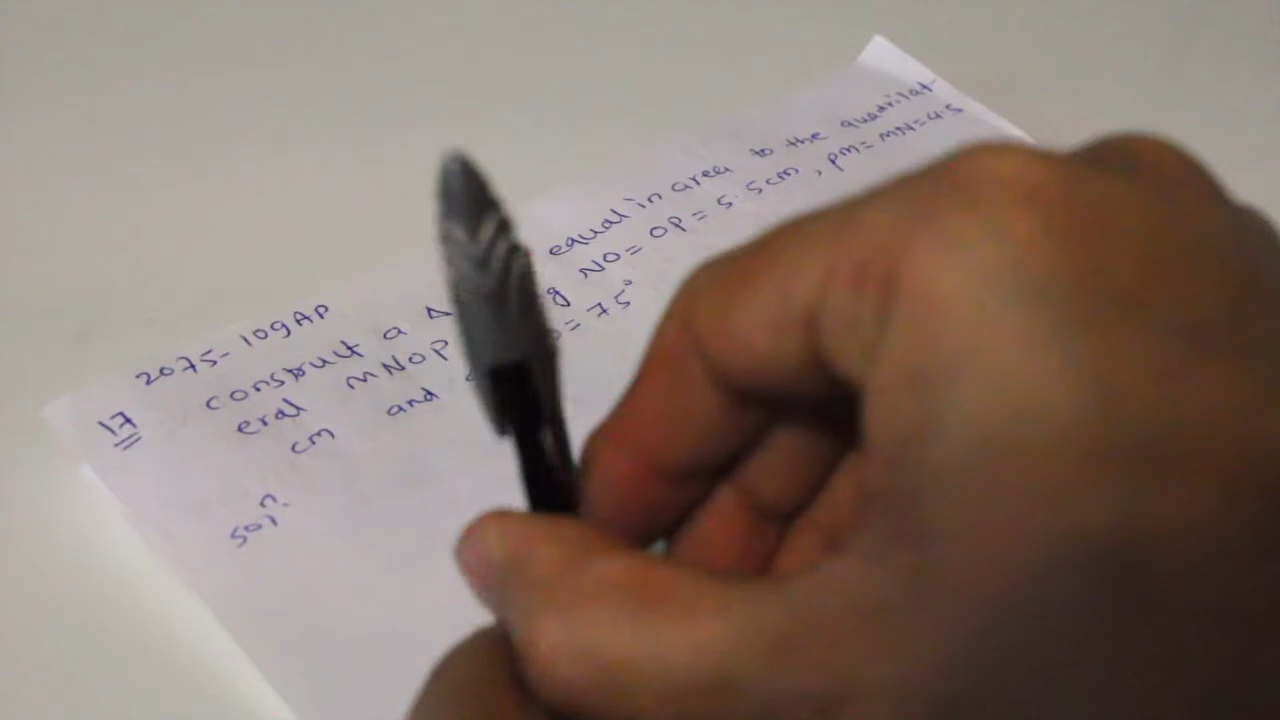 17 2075-109AP
construct a Δ equal in area to the quadrilat-
eral MNOP NO = OP = 5.5cm, PM = MN = 4.5
cm and = 75°
soln